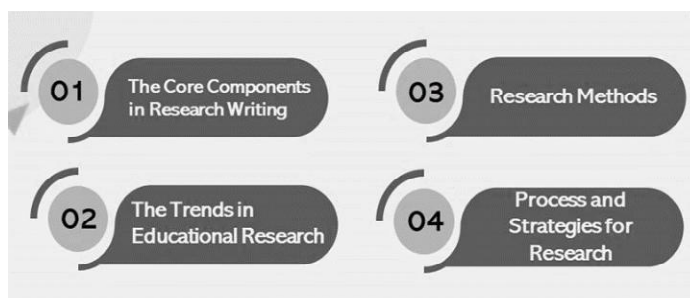 01
The Core Components
in Research Writing
02
The Trends in
Educational Research
03
Research Methods
04
Process and
Strategies for
Research